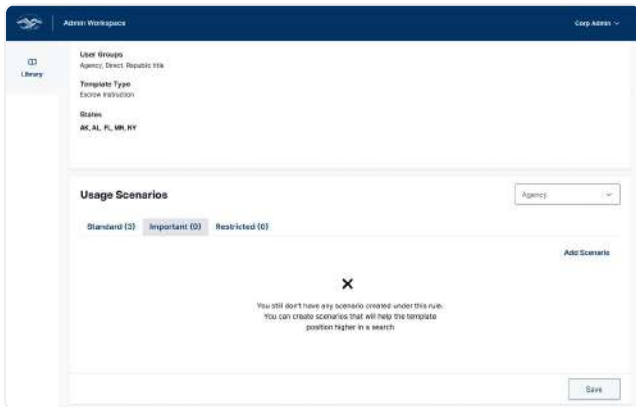 Admin Workspace
Corp Admin
Library
User Groups
Agency, Direct, Republic title
Template Type
Escrow Instruction
States
AK, AL, FL, MN, NY
Usage Scenarios
Agency
Standard (3)
Important (0)
Restricted (0)
Add Scenario
You still don't have any scenario created under this rule.
You can create scenarios that will help the template
position higher in a search
Save